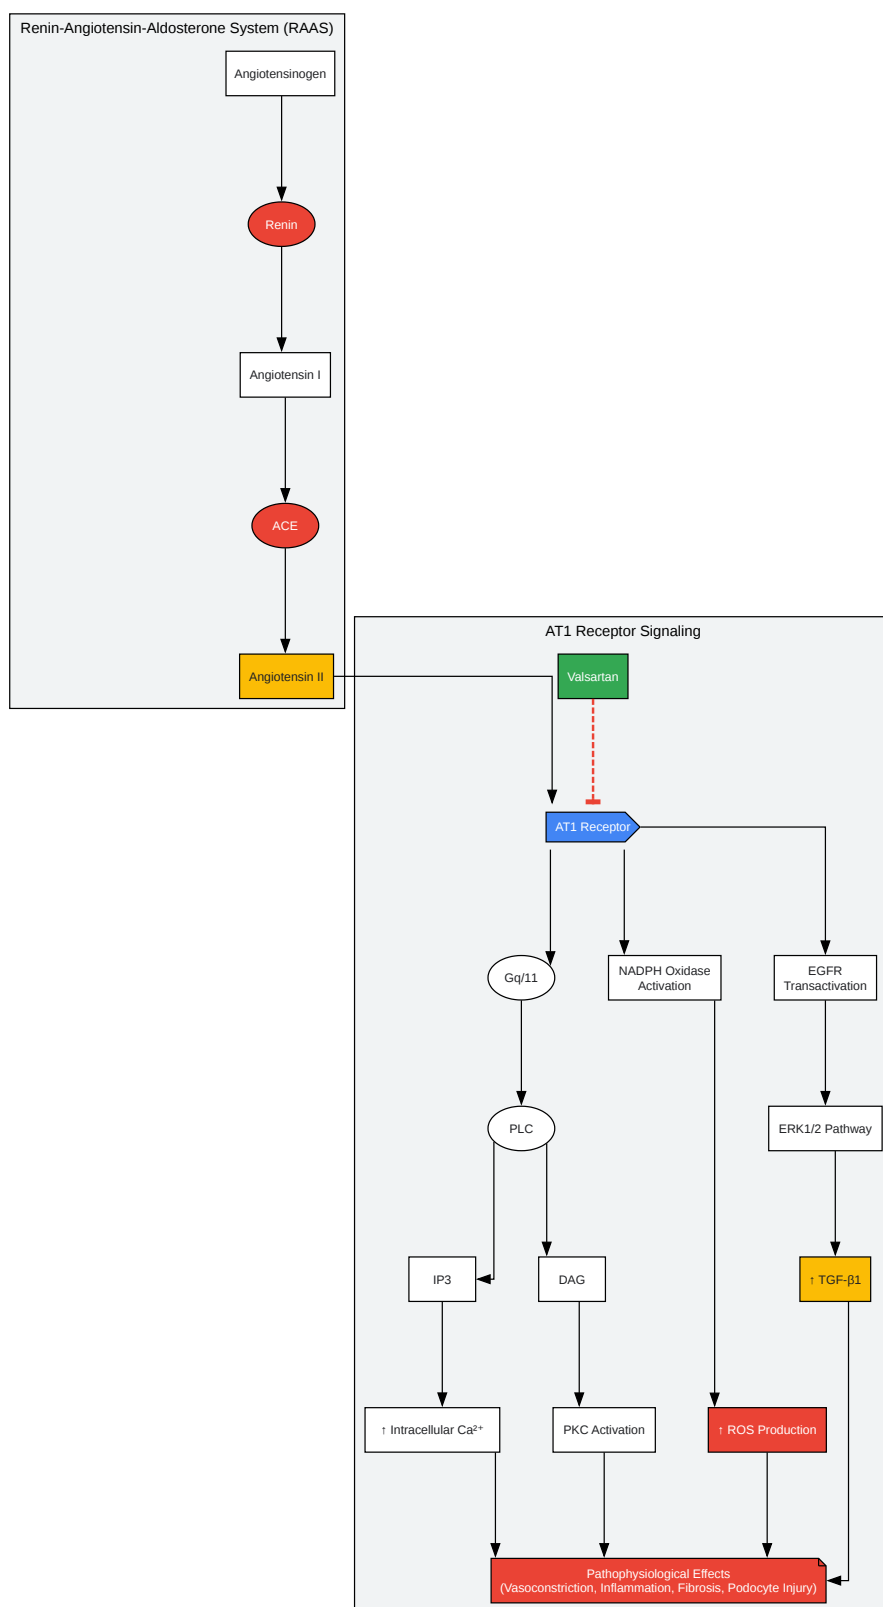 Renin-Angiotensin-Aldosterone System (RAAS)
Angiotensinogen
Renin
Angiotensin I
ACE
Angiotensin II
AT1 Receptor Signaling
Valsartan
AT1 Receptor
Gq/11
NADPH Oxidase
Activation
EGFR
Transactivation
PLC
ERK1/2 Pathway
IP3
DAG
↑ TGF-β1
↑ Intracellular Ca²⁺
PKC Activation
↑ ROS Production
Pathophysiological Effects
(Vasoconstriction, Inflammation, Fibrosis, Podocyte Injury)